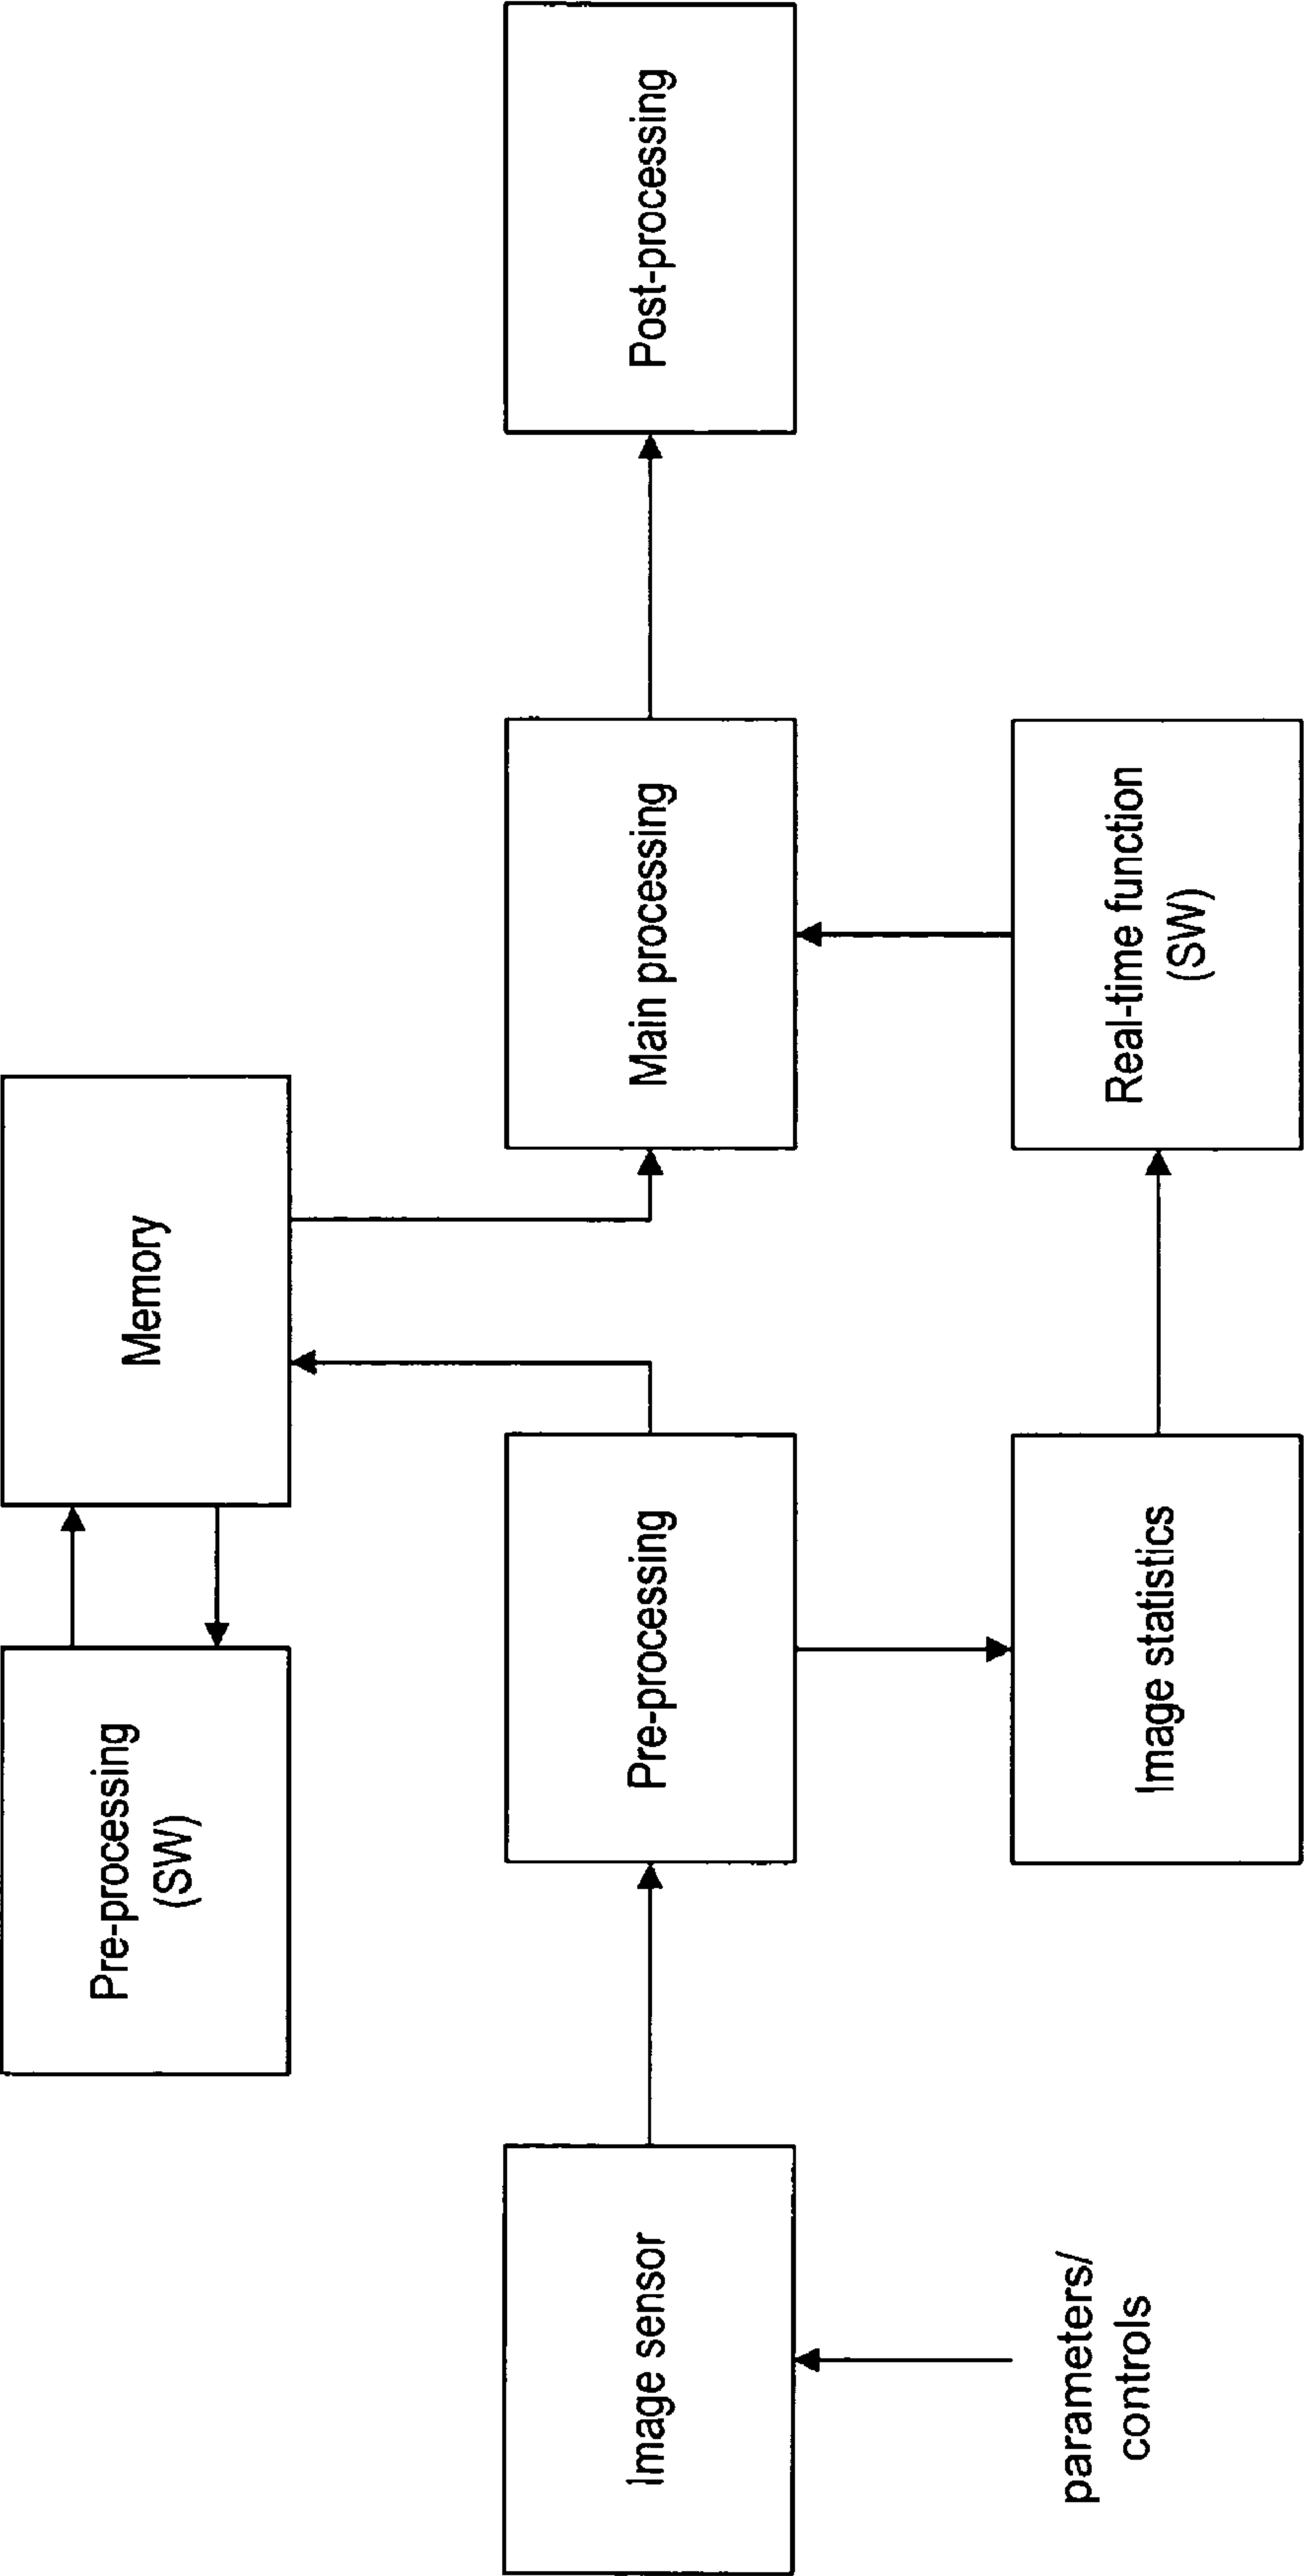 Pre-processing
(SW)
Memory
Image sensor
Pre-processing
Main processing
Post-processing
parameters/
controls
Image statistics
Real-time function
(SW)